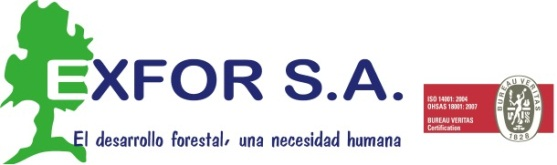 EXFOR S.A.
El desarrollo forestal, una necesidad humana
ISO 14001: 2004
OHSAS 18001: 2007
BUREAU VERITAS
Certification
BUREAU VERITAS
1828